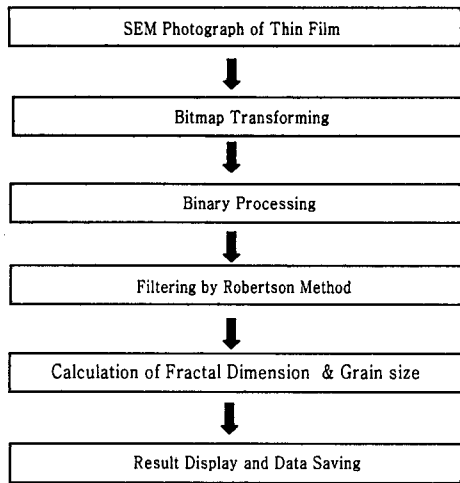 SEM Photograph of Thin Film
Bitmap Transforming
Binary Processing
Filtering by Robertson Method
Calculation of Fractal Dimension & Grain size
Result Display and Data Saving